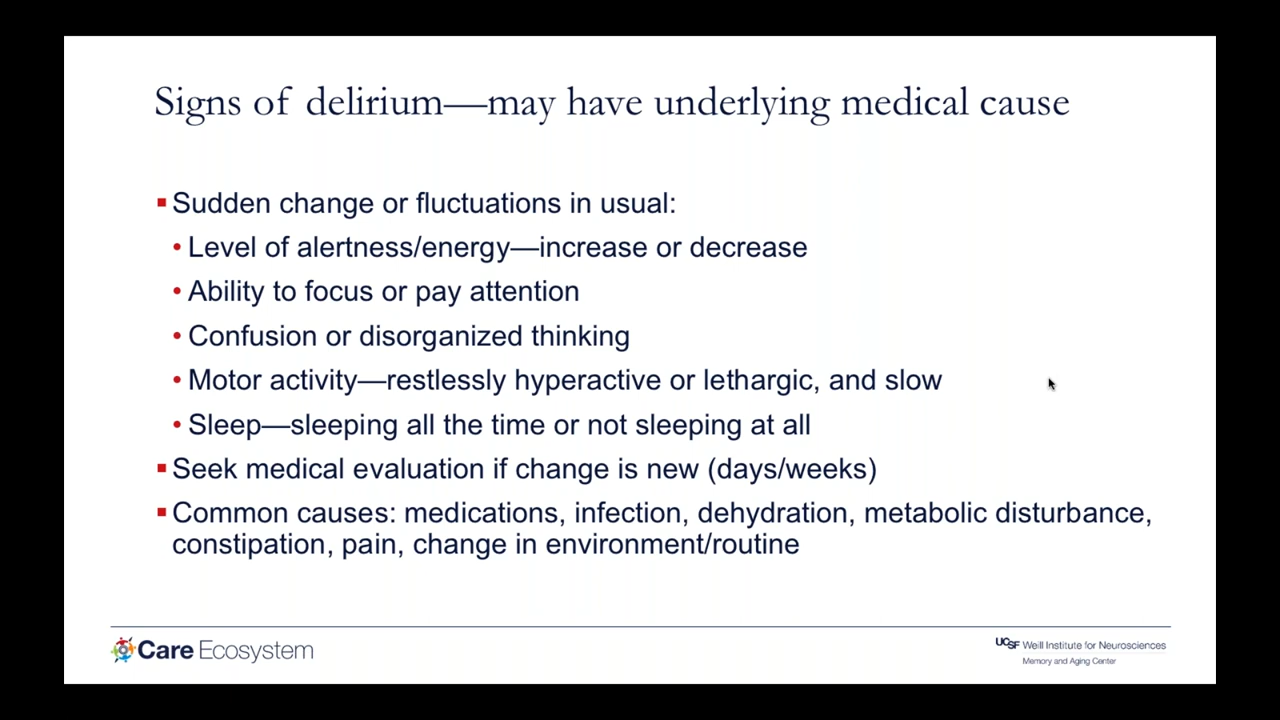 Signs of delirium—may have underlying medical cause
▪ Sudden change or fluctuations in usual:
• Level of alertness/energy—increase or decrease
• Ability to focus or pay attention
• Confusion or disorganized thinking
• Motor activity—restlessly hyperactive or lethargic, and slow
• Sleep—sleeping all the time or not sleeping at all
▪ Seek medical evaluation if change is new (days/weeks)
▪ Common causes: medications, infection, dehydration, metabolic disturbance,
constipation, pain, change in environment/routine
Care Ecosystem
UCSF Weill Institute for Neurosciences
Memory and Aging Center